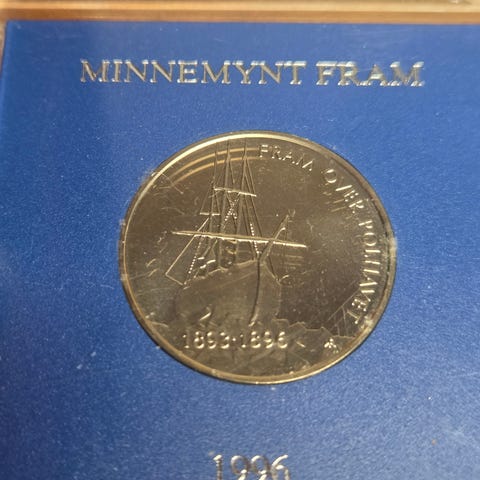 MINNEMYNT FRAM
FRAM OVER POLHAVET
1893·1896
1996